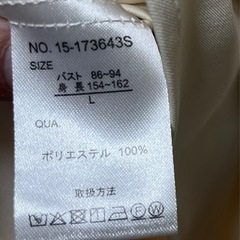 NO. 15-173643S
SIZE
バスト 86~94
身長 154~162
L
QUA.
ポリエステル 100%
取扱方法